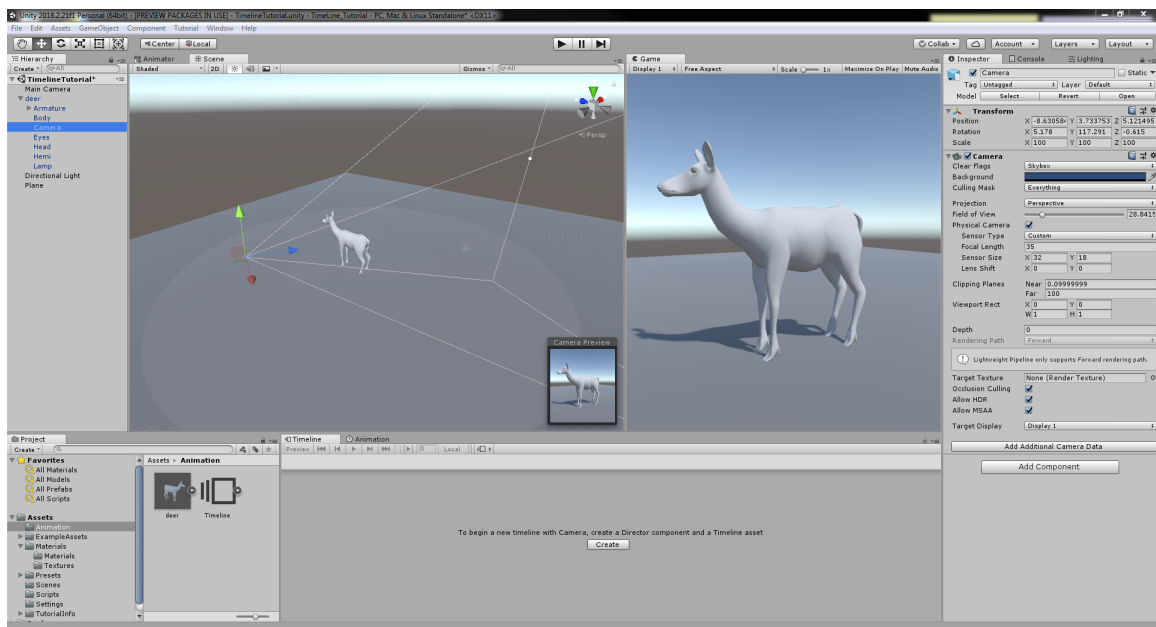 Unity 2018.2.21f1 Personal (64bit) - [PREVIEW PACKAGES IN USE] - TimelineTutorial.unity - TimeLine_Tutorial - PC, Mac & Linux Standalone* <DX11>
File Edit Assets GameObject Component Tutorial Window Help
Center Local
Collab Account Layers Layout
Hierarchy
Create All
TimelineTutorial*
Main Camera
deer
Armature
Body
Camera
Eyes
Head
Hemi
Lamp
Directional Light
Plane
Animator Scene
Shaded 2D Gizmos All
Persp
Camera Preview
Game
Display 1 Free Aspect Scale 1x Maximize On Play Mute Audio
Inspector Console Lighting
Camera Static
Tag Untagged Layer Default
Model Select Revert Open
Transform
Position X -8.63058 Y 3.733753 Z 5.121495
Rotation X 5.178 Y 117.291 Z -0.615
Scale X 100 Y 100 Z 100
Camera
Clear Flags Skybox
Background
Culling Mask Everything
Projection Perspective
Field of View 28.8415
Physical Camera
Sensor Type Custom
Focal Length 35
Sensor Size X 32 Y 18
Lens Shift X 0 Y 0
Clipping Planes Near 0.09999999
Far 100
Viewport Rect X 0 Y 0
W 1 H 1
Depth 0
Rendering Path Forward
Lightweight Pipeline only supports Forward rendering path.
Target Texture None (Render Texture)
Occlusion Culling
Allow HDR
Allow MSAA
Target Display Display 1
Add Additional Camera Data
Add Component
Project
Create
Favorites
All Materials
All Models
All Prefabs
All Scripts
Assets
Animation
ExampleAssets
Materials
Materials
Textures
Presets
Scenes
Scripts
Settings
TutorialInfo
Assets Animation
deer Timeline
Timeline Animation
Preview 0 Local
To begin a new timeline with Camera, create a Director component and a Timeline asset
Create